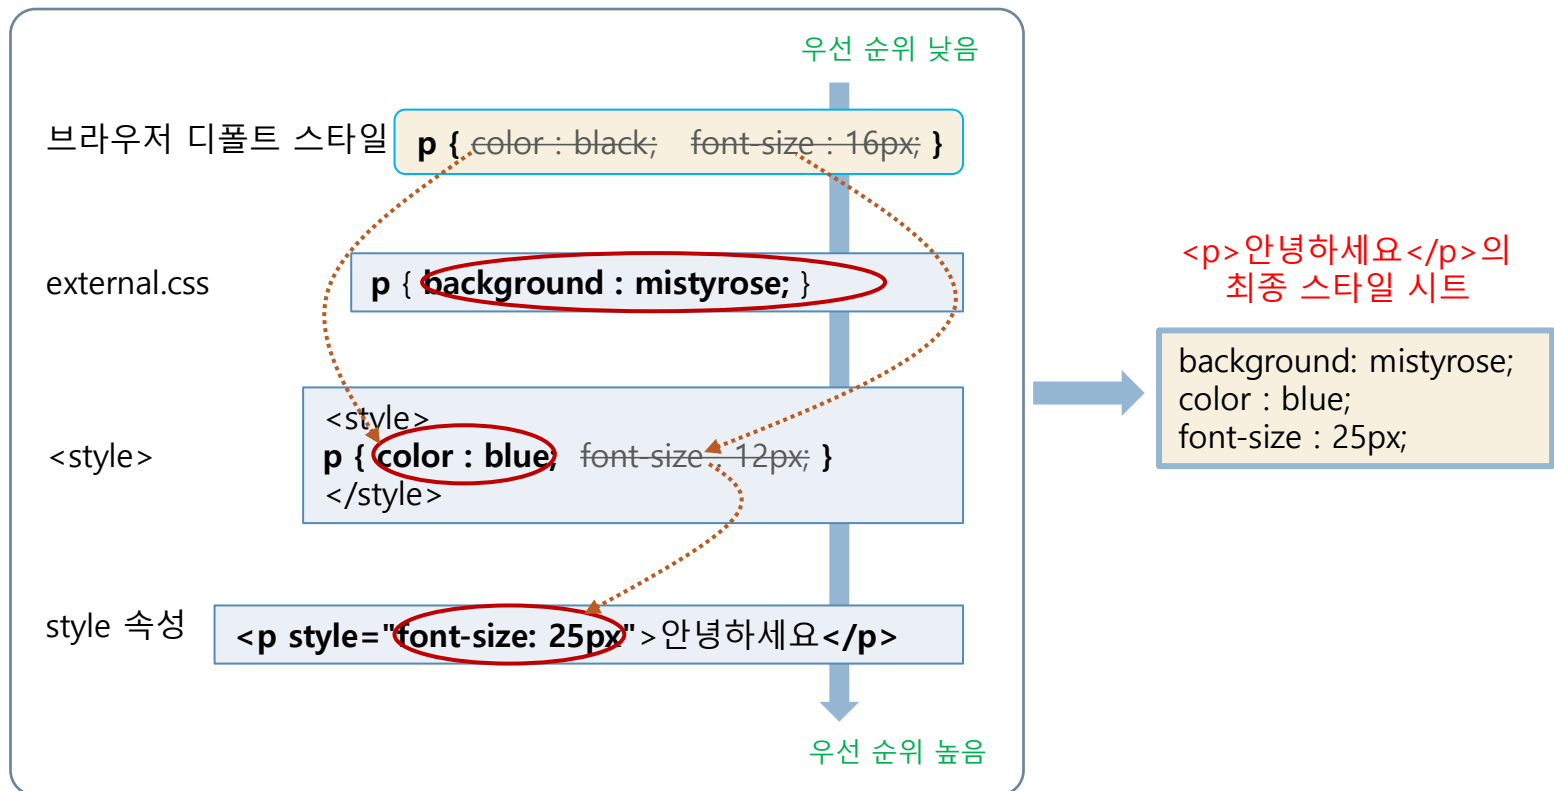 우선 순위 낮음
브라우저 디폴트 스타일
p { color : black; font-size : 16px; }
external.css
p { background : mistyrose; }
<style>
<style>
p { color : blue; font-size : 12px; }
</style>
style 속성
<p style="font-size: 25px">안녕하세요</p>
우선 순위 높음
<p>안녕하세요</p>의
최종 스타일 시트
background: mistyrose;
color : blue;
font-size : 25px;